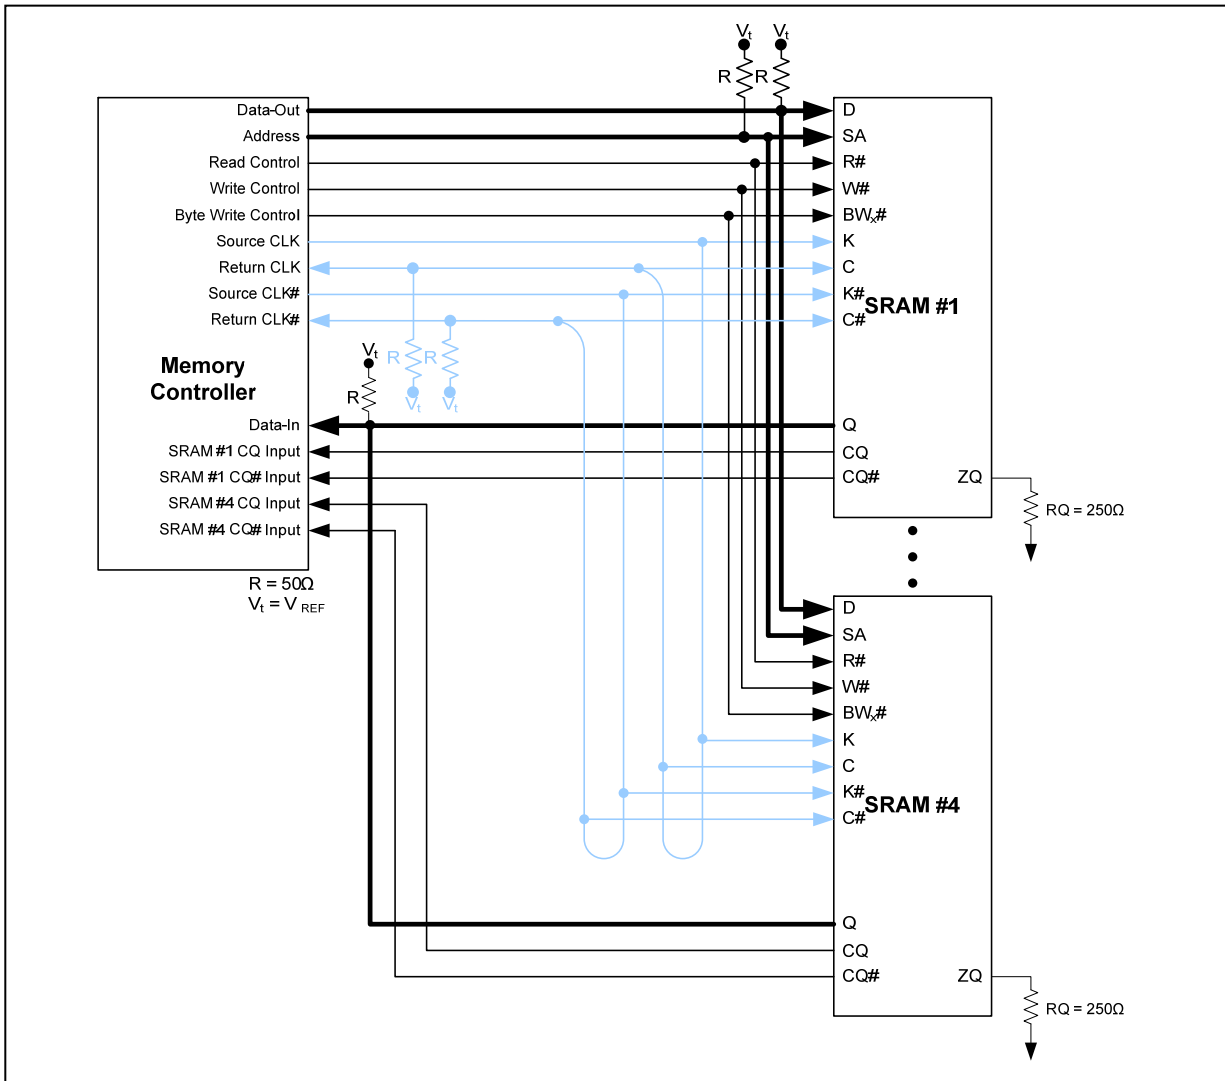 Vt Vt
R R
Data-Out
Address
Read Control
Write Control
Byte Write Control
Source CLK
Return CLK
Source CLK#
Return CLK#
Memory
Controller
Data-In
SRAM #1 CQ Input
SRAM #1 CQ# Input
SRAM #4 CQ Input
SRAM #4 CQ# Input
R = 50Ω
Vt = V REF
Vt
R
R R
Vt Vt
D
SA
R#
W#
BWx#
K
C
K#
SRAM #1
C#
Q
CQ
CQ# ZQ
RQ = 250Ω
D
SA
R#
W#
BWx#
K
C
K#
SRAM #4
C#
Q
CQ
CQ# ZQ
RQ = 250Ω